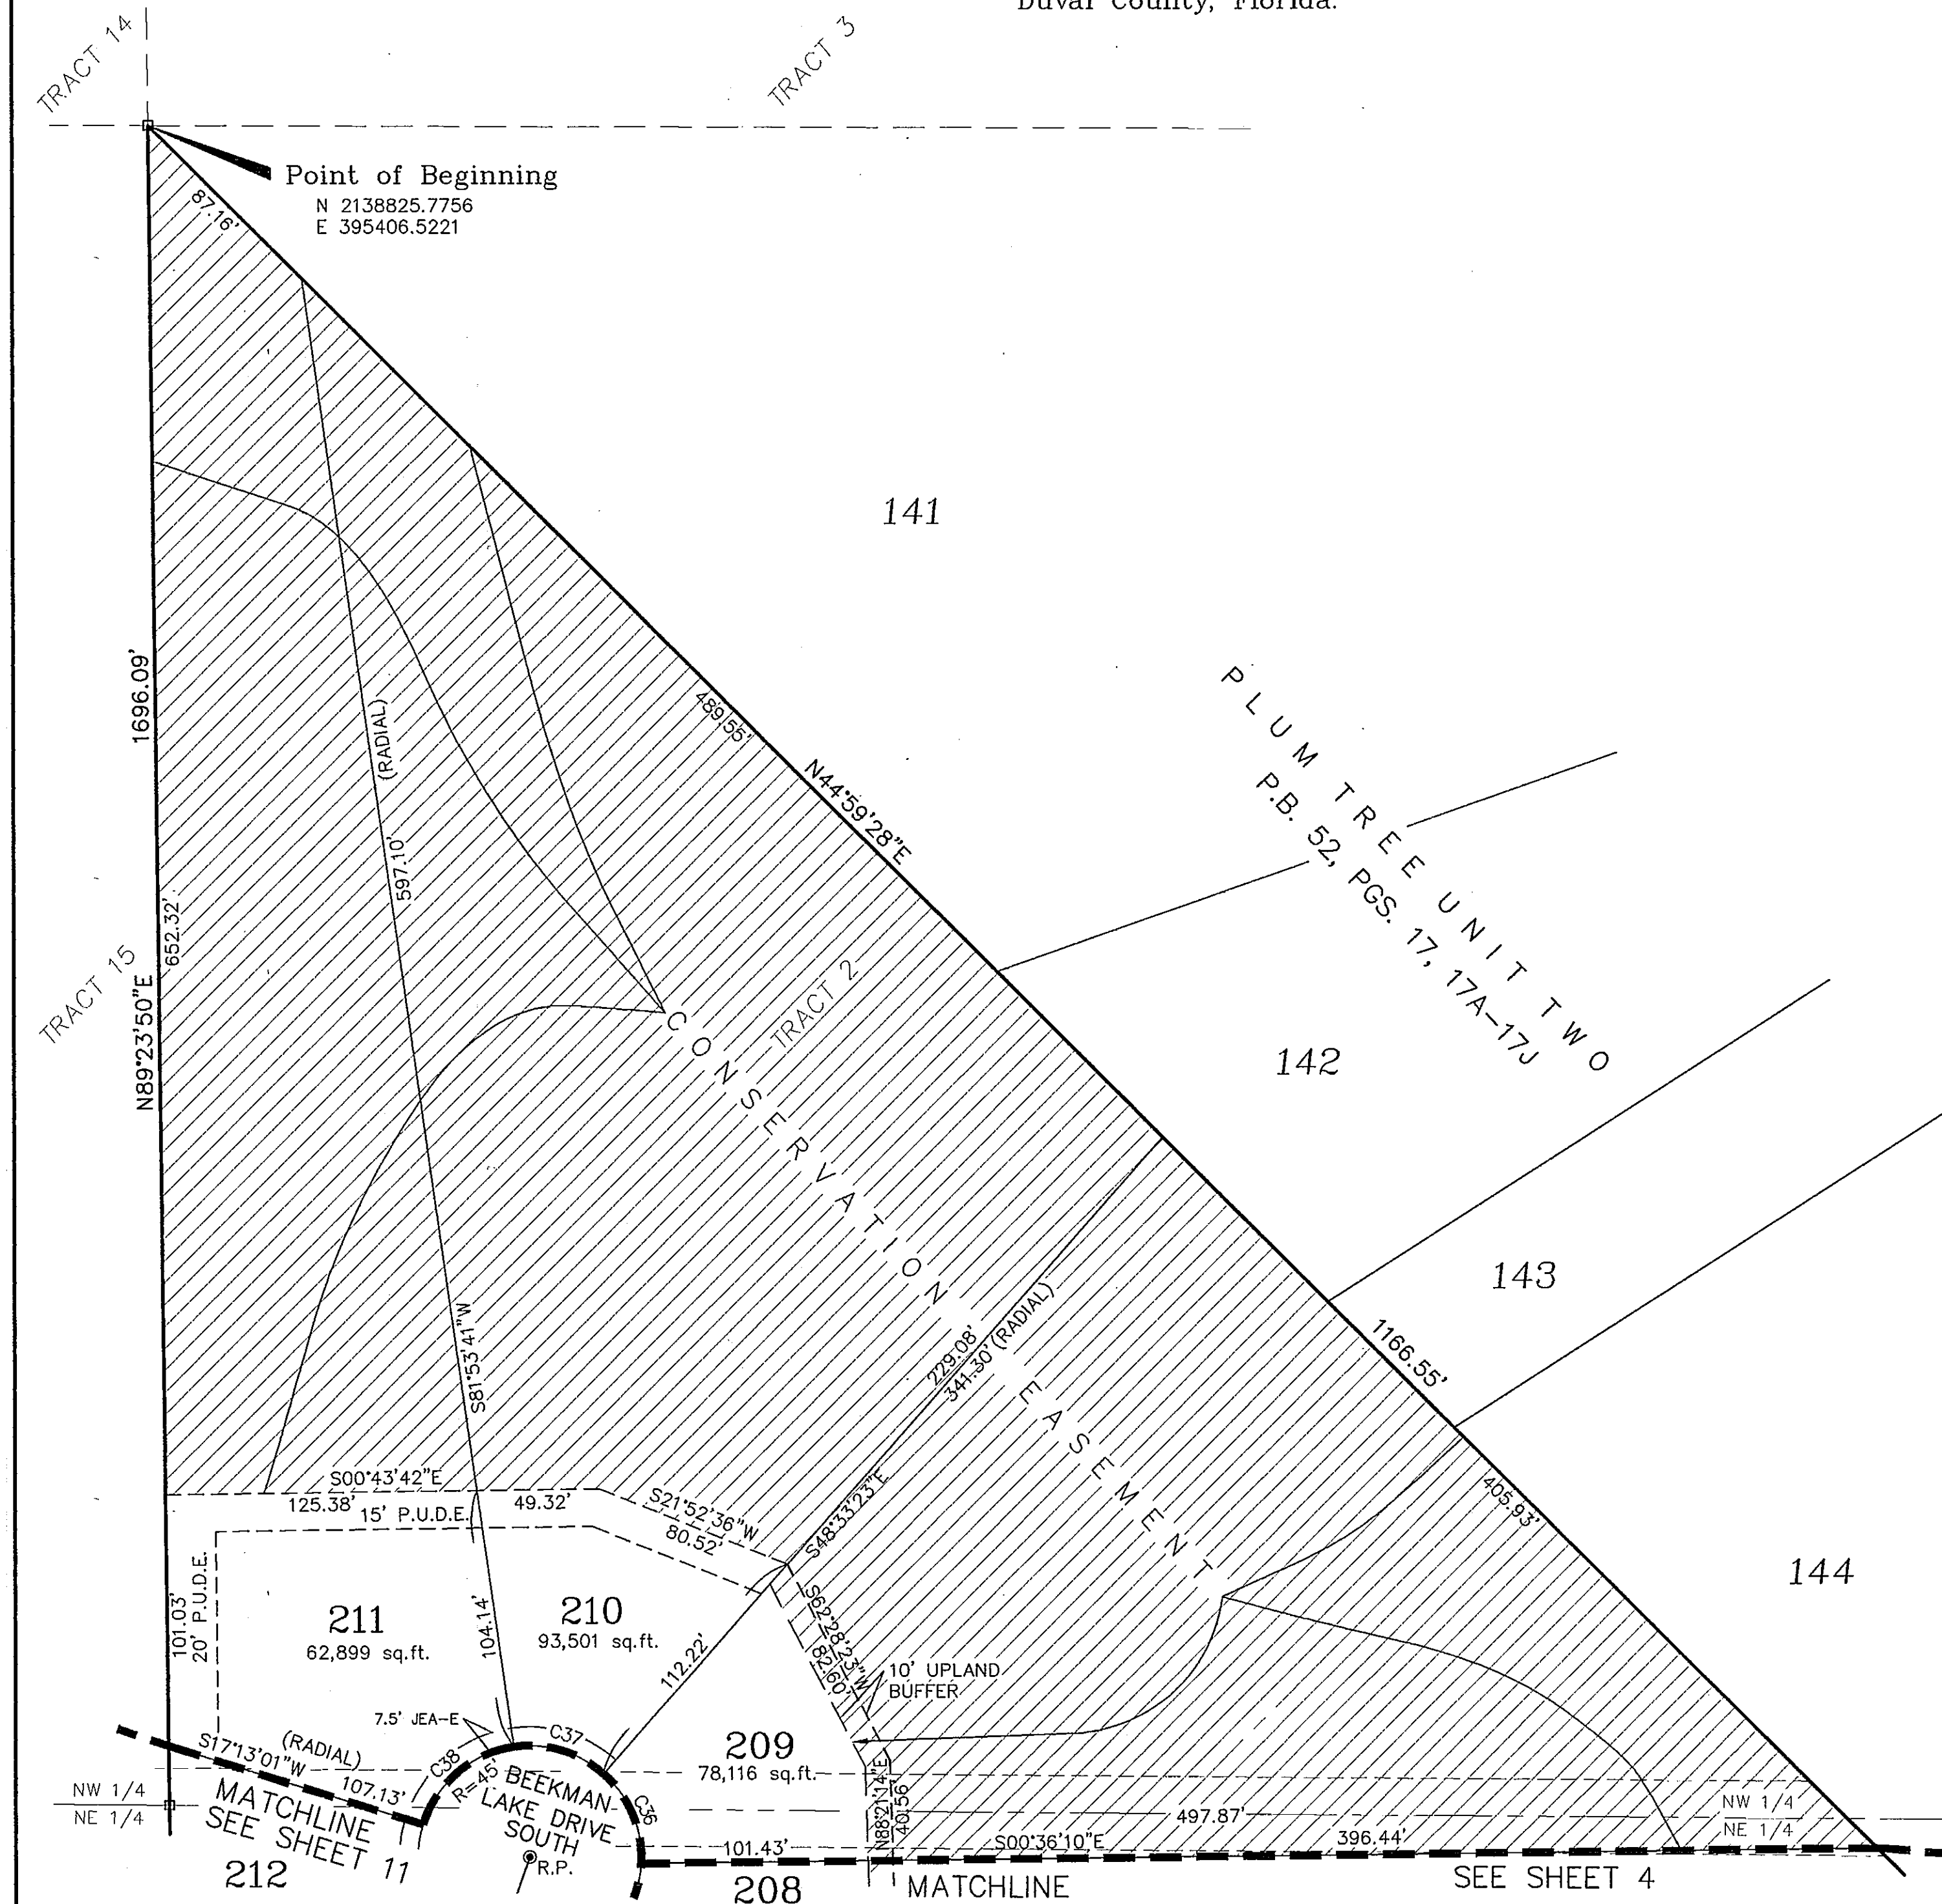 Duval County, Florida.
TRACT 14
TRACT 3
Point of Beginning
N 2138825.7756
E 395406.5221
87.16'
141
1696.09'
(RADIAL)
489.55'
N44°59'28"E
PLUM TREE UNIT TWO
P.B. 52, PGS. 17, 17A-17J
597.10'
652.32'
TRACT 15
N89°23'50"E
TRACT 2
CONSERVATION EASEMENT
142
143
S81°53'41"W
229.08'
341.30' (RADIAL)
1166.55'
S00°43'42"E
125.38'
49.32'
15' P.U.D.E.
S21°52'36"W
80.52'
S48°33'23"E
405.93'
144
101.03'
20' P.U.D.E.
211
62,899 sq.ft.
104.14'
210
93,501 sq.ft.
112.22'
S62°28'23"W
82.60'
10' UPLAND
BUFFER
7.5' JEA-E
C37
C38
R=45'
C36
209
78,116 sq.ft.
S17°13'01"W
(RADIAL)
107.13'
MATCHLINE
SEE SHEET 11
BEEKMAN
LAKE DRIVE
SOUTH
R.P.
NW 1/4
NE 1/4
N88°21'14"E
40.56'
497.87'
NW 1/4
NE 1/4
101.43'
S00°36'10"E
396.44'
212
208
MATCHLINE
SEE SHEET 4